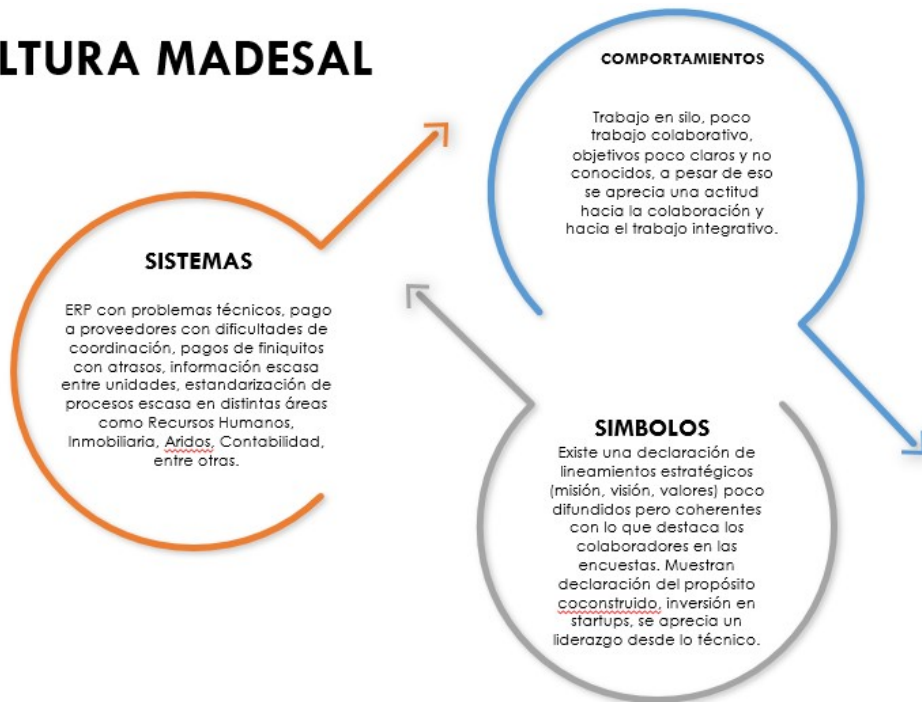 LTURA MADESAL
COMPORTAMIENTOS
Trabajo en silo, poco
trabajo colaborativo,
objetivos poco claros y no
conocidos, a pesar de eso
se aprecia una actitud
hacia la colaboración y
hacia el trabajo integrativo.
SISTEMAS
ERP con problemas técnicos, pago
a proveedores con dificultades de
coordinación, pagos de finiquitos
con atrasos, información escasa
entre unidades, estandarización de
procesos escasa en distintas áreas
como Recursos Humanos,
Inmobiliaria, Aridos, Contabilidad,
entre otras.
SIMBOLOS
Existe una declaración de
lineamientos estratégicos
(misión, visión, valores) poco
difundidos pero coherentes
con lo que destaca los
colaboradores en las
encuestas. Muestran
declaración del propósito
coconstruido, inversión en
startups, se aprecia un
liderazgo desde lo técnico.